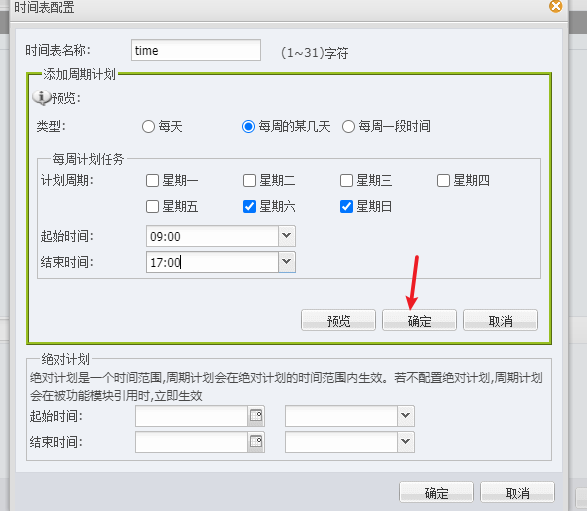 时间表配置
时间表名称: time (1~31)字符
添加周期计划
预览:
类型: 每天 每周的某几天 每周一段时间
每周计划任务
计划周期: 星期一 星期二 星期三 星期四
星期五 星期六 星期日
起始时间: 09:00
结束时间: 17:00
预览 确定 取消
绝对计划
绝对计划是一个时间范围,周期计划会在绝对计划的时间范围内生效。若不配置绝对计划,周期计划
会在被功能模块引用时,立即生效
起始时间:
结束时间:
确定 取消